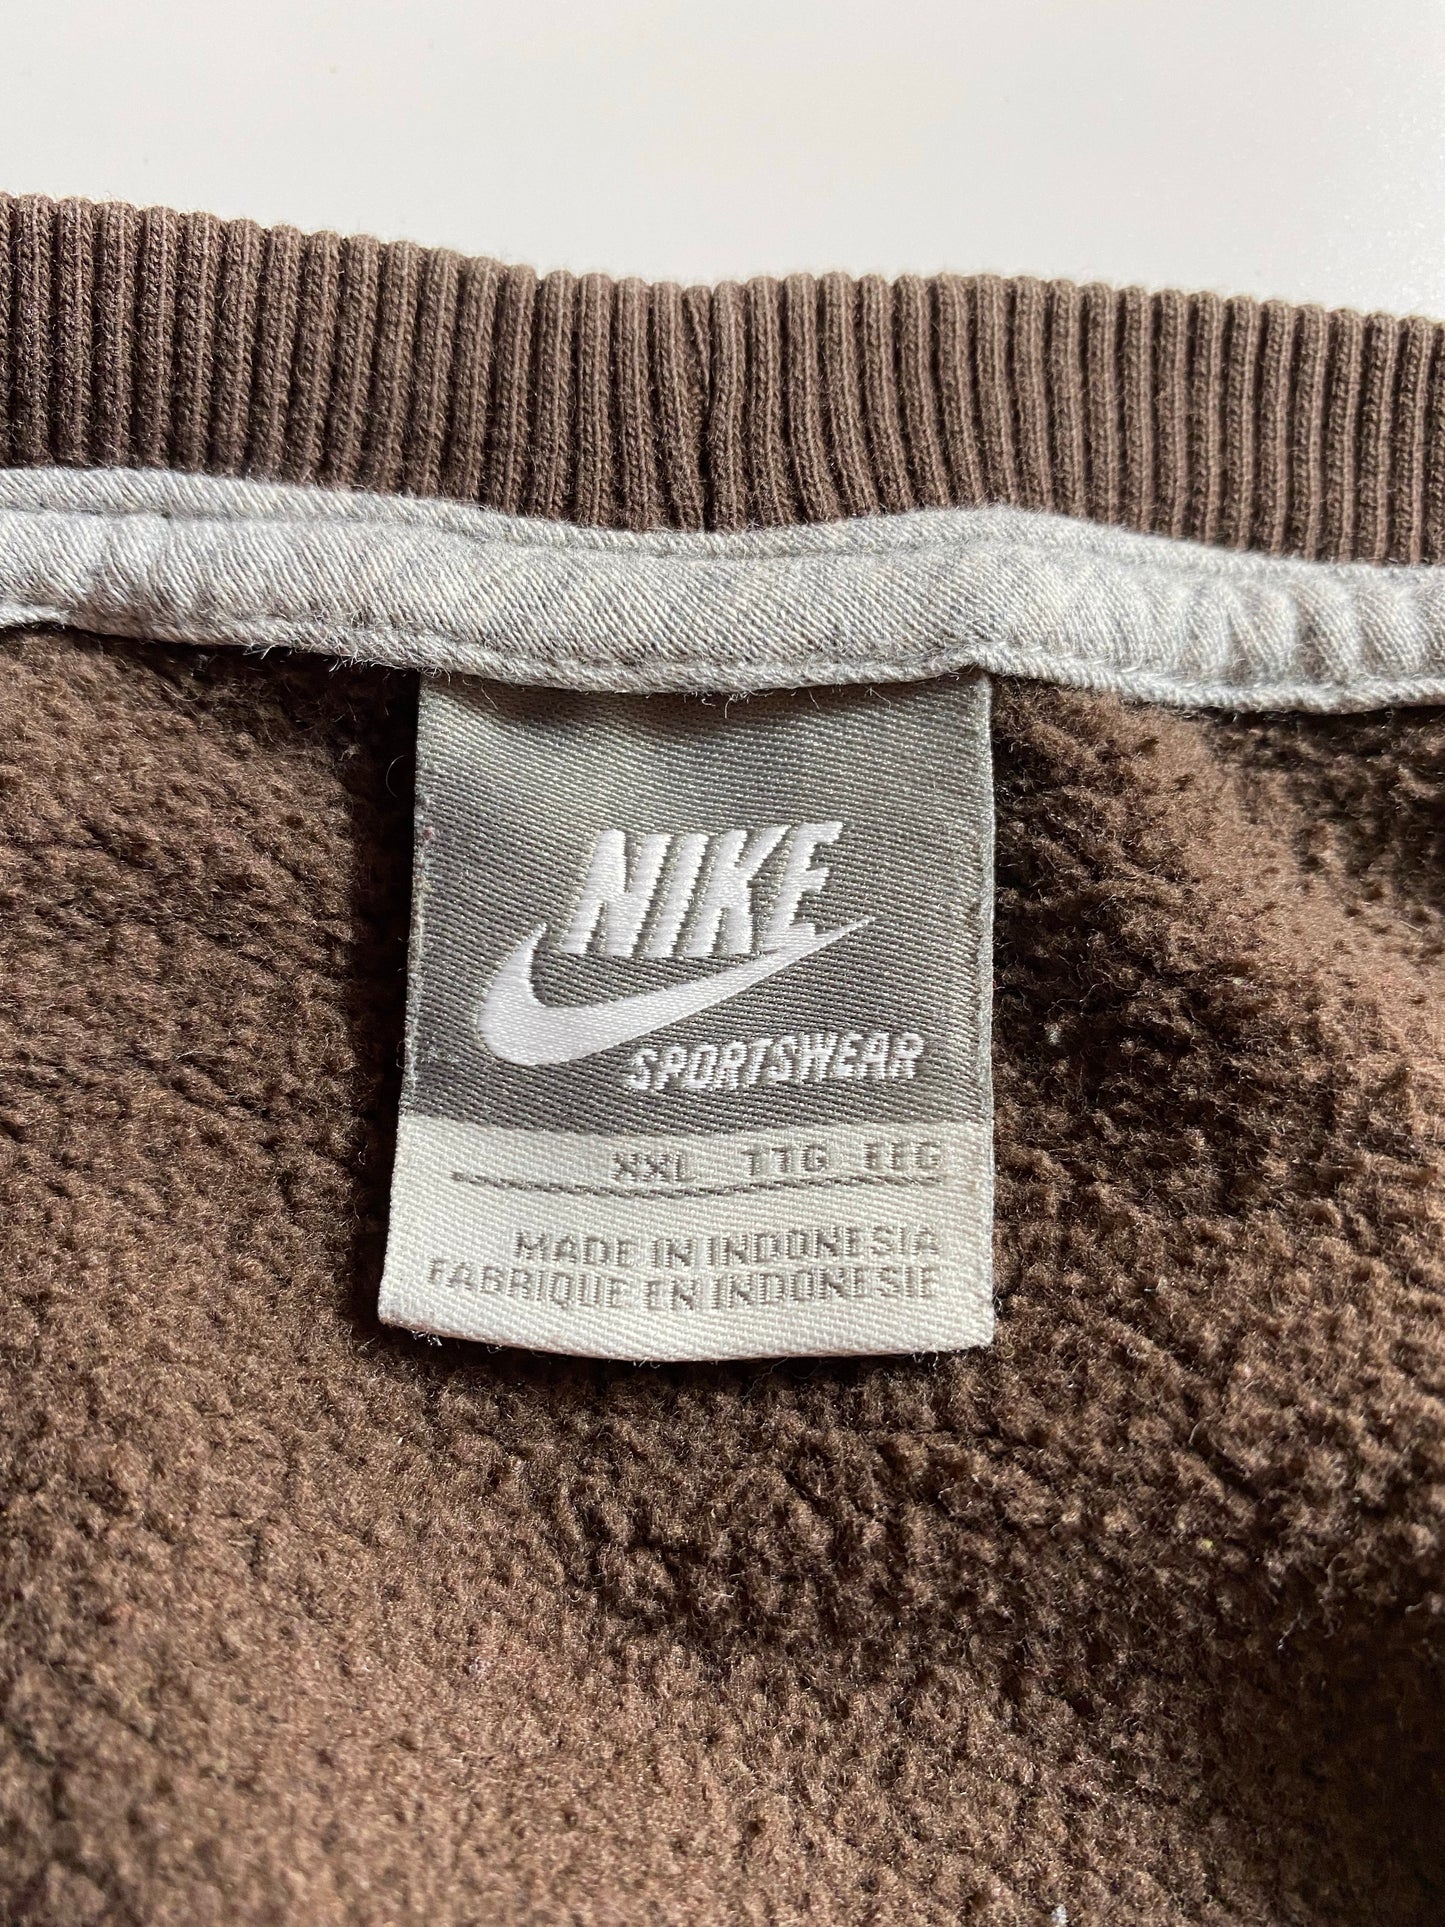 NIKE
SPORTSWEAR
XXL TTG EEG
MADE IN INDONESIA
FABRIQUE EN INDONESIE